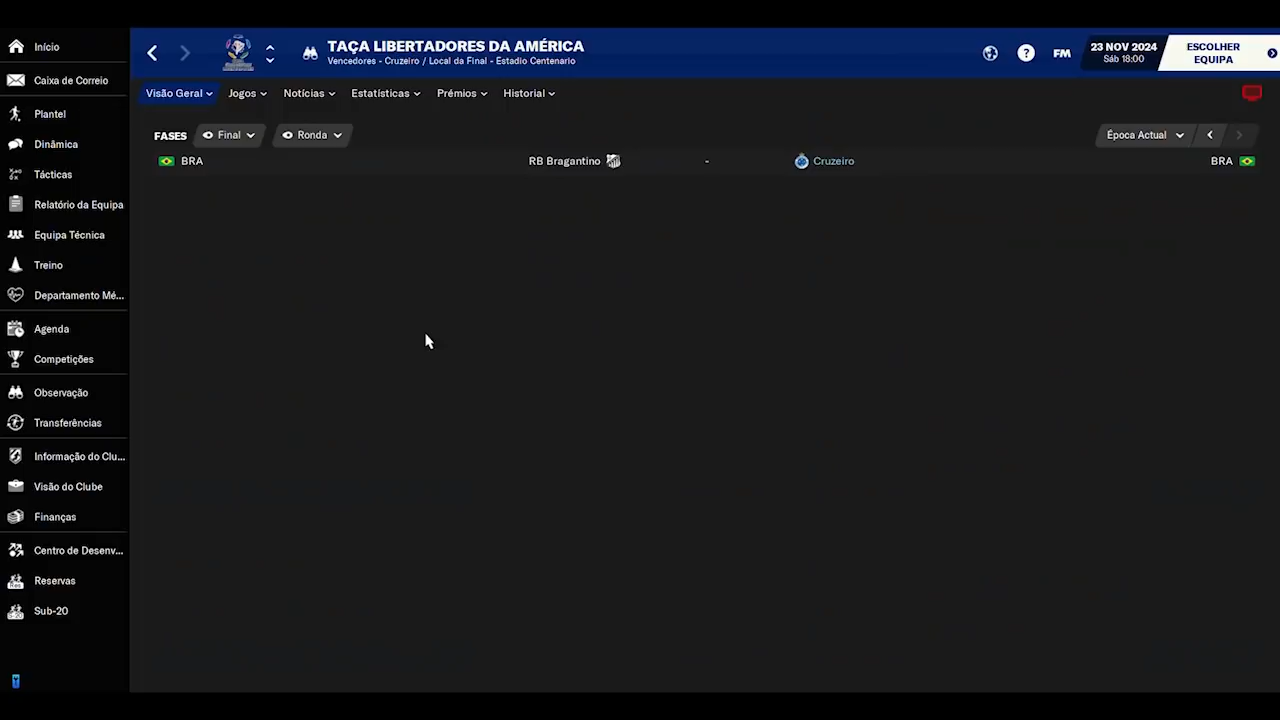 Início
Caixa de Correio
Plantel
Dinâmica
Tácticas
Relatório da Equipa
Equipa Técnica
Treino
Departamento Mé...
Agenda
Competições
Observação
Transferências
Informação do Clu...
Visão do Clube
Finanças
Centro de Desenv...
Reservas
Sub-20
TAÇA LIBERTADORES DA AMÉRICA
Vencedores - Cruzeiro / Local da Final - Estadio Centenario
FM
23 NOV 2024
Sáb 18:00
ESCOLHER
EQUIPA
Visão Geral Jogos Notícias Estatísticas Prémios Historial
FASES Final Ronda Época Actual
BRA RB Bragantino - Cruzeiro BRA